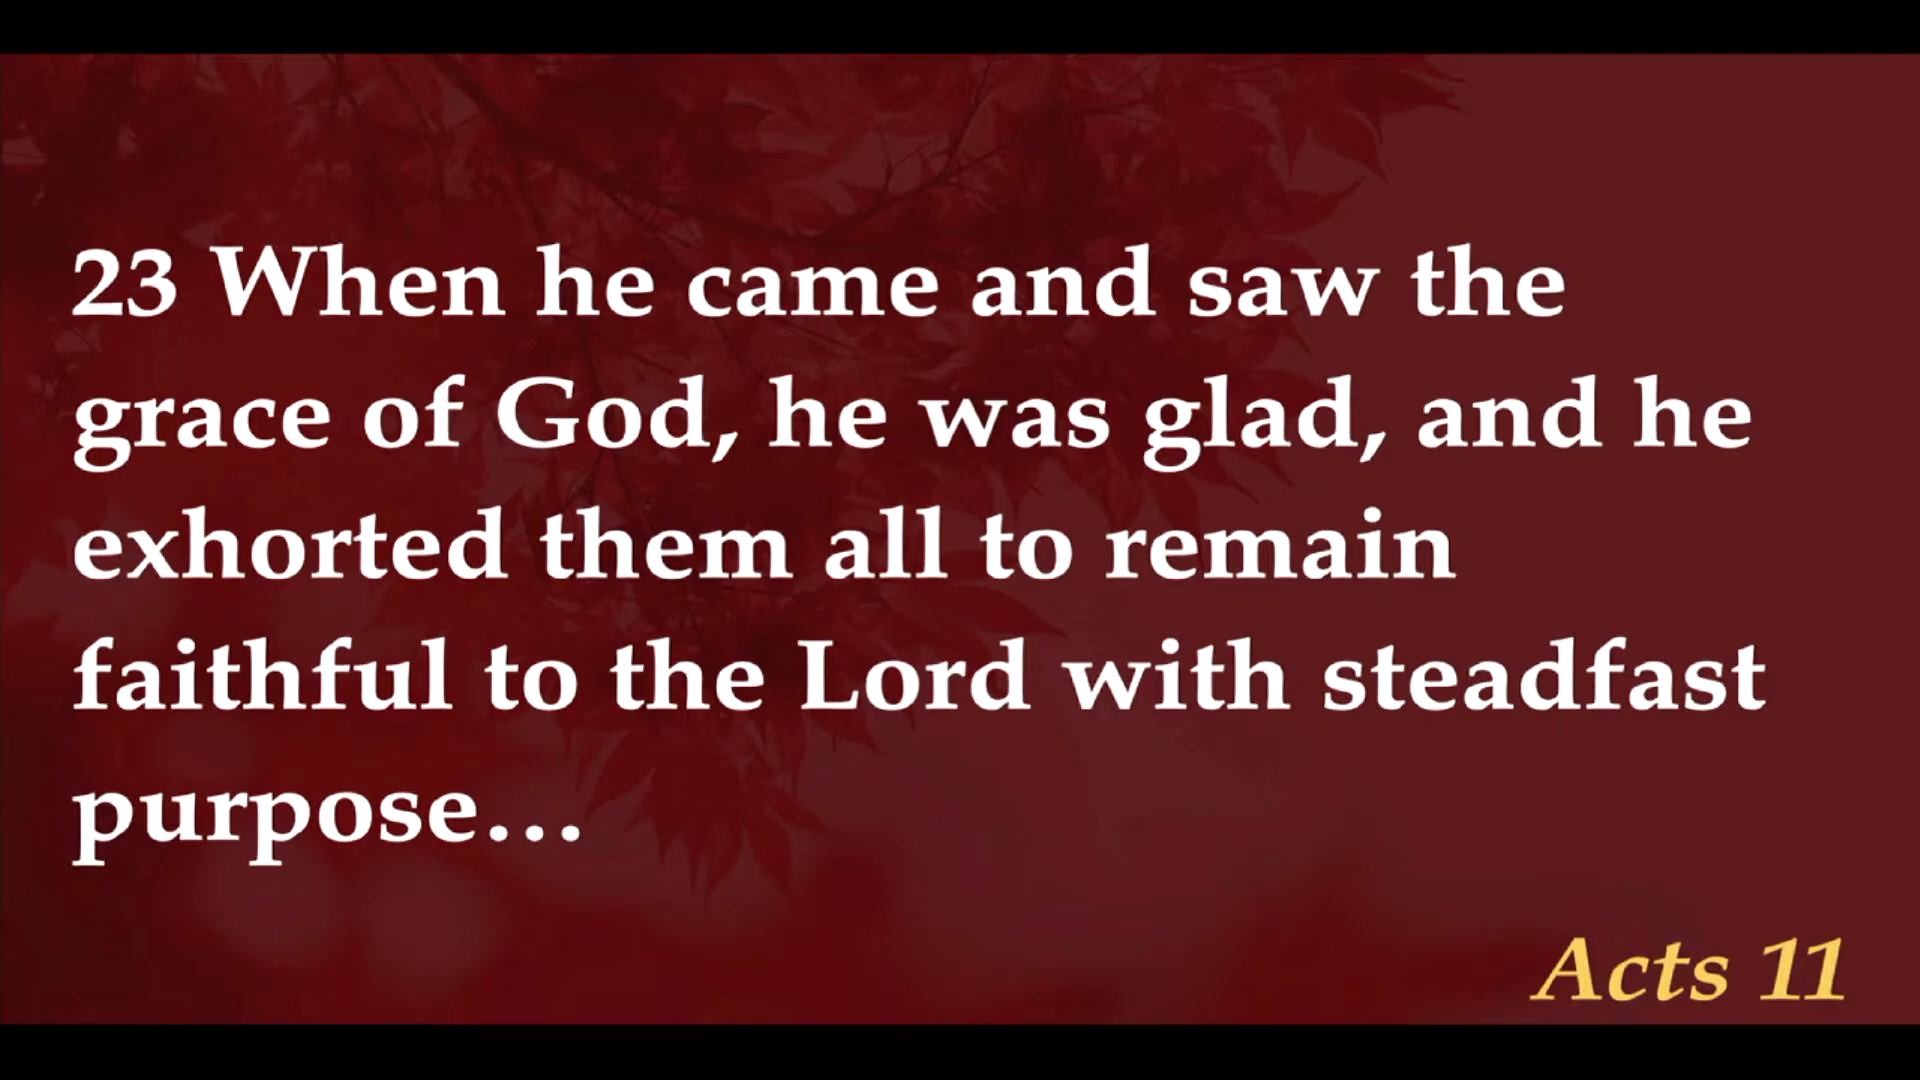 23 When he came and saw the
grace of God, he was glad, and he
exhorted them all to remain
faithful to the Lord with steadfast
purpose…
Acts 11